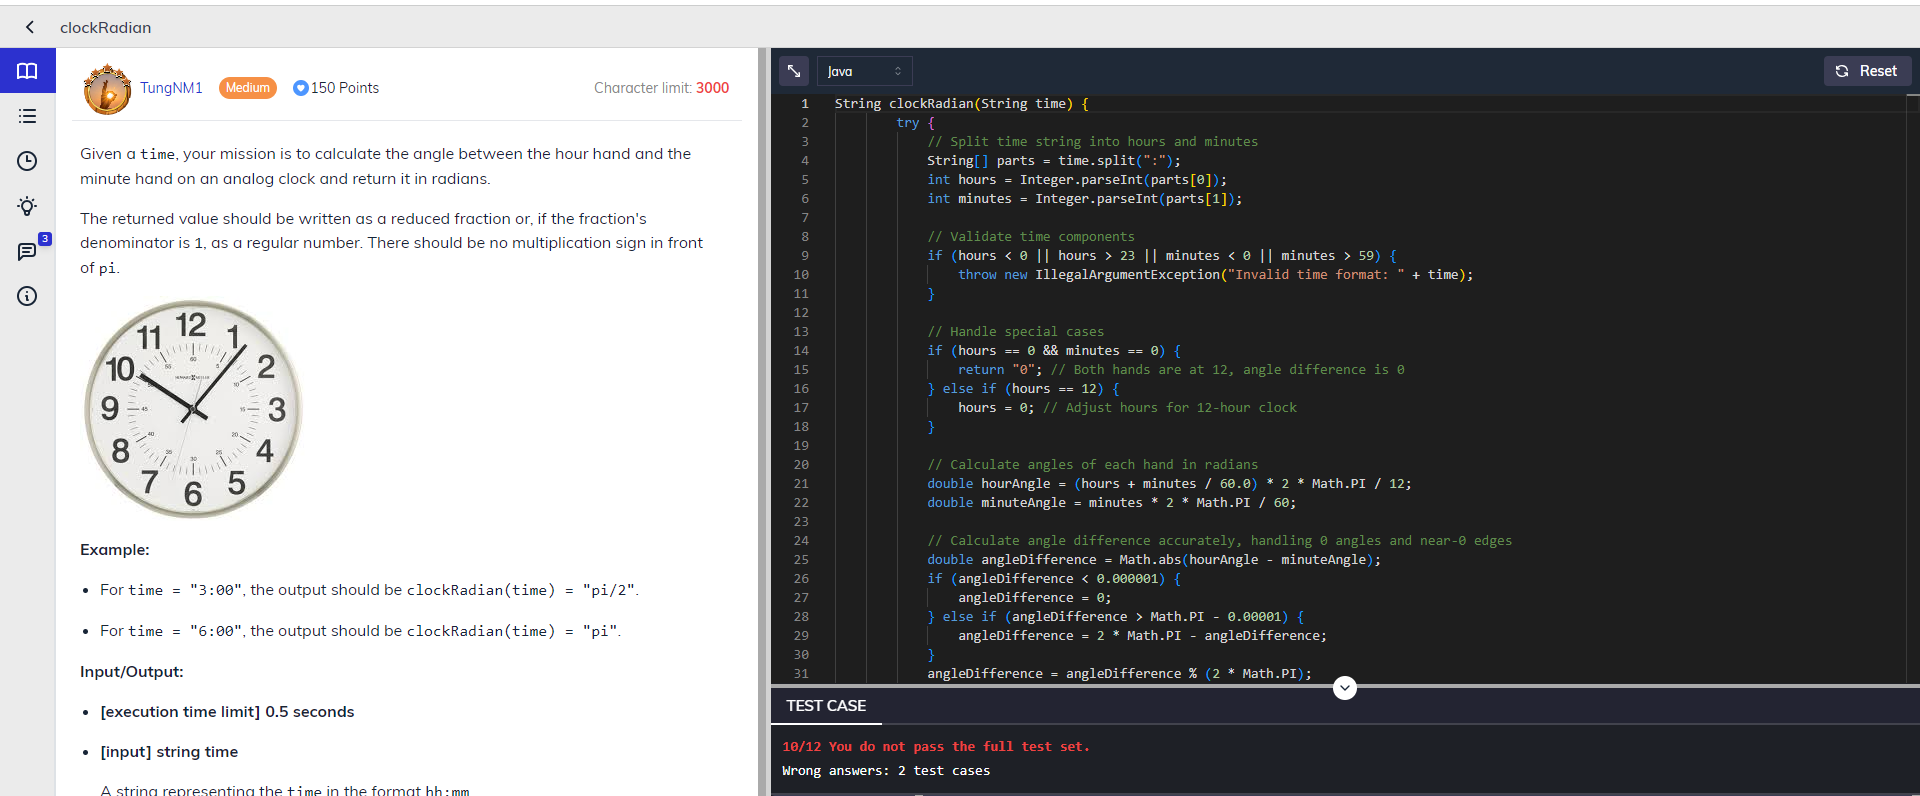 clockRadian
TungNM1 Medium 150 Points Character limit: 3000
Given a time, your mission is to calculate the angle between the hour hand and the
minute hand on an analog clock and return it in radians.
The returned value should be written as a reduced fraction or, if the fraction's
denominator is 1, as a regular number. There should be no multiplication sign in front
of pi.
3
12
11 1
10 2
9 3
8 4
7 5
6
60
55 5
10
45 15
40 20
35 25
30
Example:
• For time = "3:00", the output should be clockRadian(time) = "pi/2".
• For time = "6:00", the output should be clockRadian(time) = "pi".
Input/Output:
• [execution time limit] 0.5 seconds
• [input] string time
A string representing the time in the format hh:mm
Java Reset
1 String clockRadian(String time) {
2 try {
3 // Split time string into hours and minutes
4 String[] parts = time.split(":");
5 int hours = Integer.parseInt(parts[0]);
6 int minutes = Integer.parseInt(parts[1]);
7
8 // Validate time components
9 if (hours < 0 || hours > 23 || minutes < 0 || minutes > 59) {
10 throw new IllegalArgumentException("Invalid time format: " + time);
11 }
12
13 // Handle special cases
14 if (hours == 0 && minutes == 0) {
15 return "0"; // Both hands are at 12, angle difference is 0
16 } else if (hours == 12) {
17 hours = 0; // Adjust hours for 12-hour clock
18 }
19
20 // Calculate angles of each hand in radians
21 double hourAngle = (hours + minutes / 60.0) * 2 * Math.PI / 12;
22 double minuteAngle = minutes * 2 * Math.PI / 60;
23
24 // Calculate angle difference accurately, handling 0 angles and near-0 edges
25 double angleDifference = Math.abs(hourAngle - minuteAngle);
26 if (angleDifference < 0.000001) {
27 angleDifference = 0;
28 } else if (angleDifference > Math.PI - 0.00001) {
29 angleDifference = 2 * Math.PI - angleDifference;
30 }
31 angleDifference = angleDifference % (2 * Math.PI);
TEST CASE
10/12 You do not pass the full test set.
Wrong answers: 2 test cases